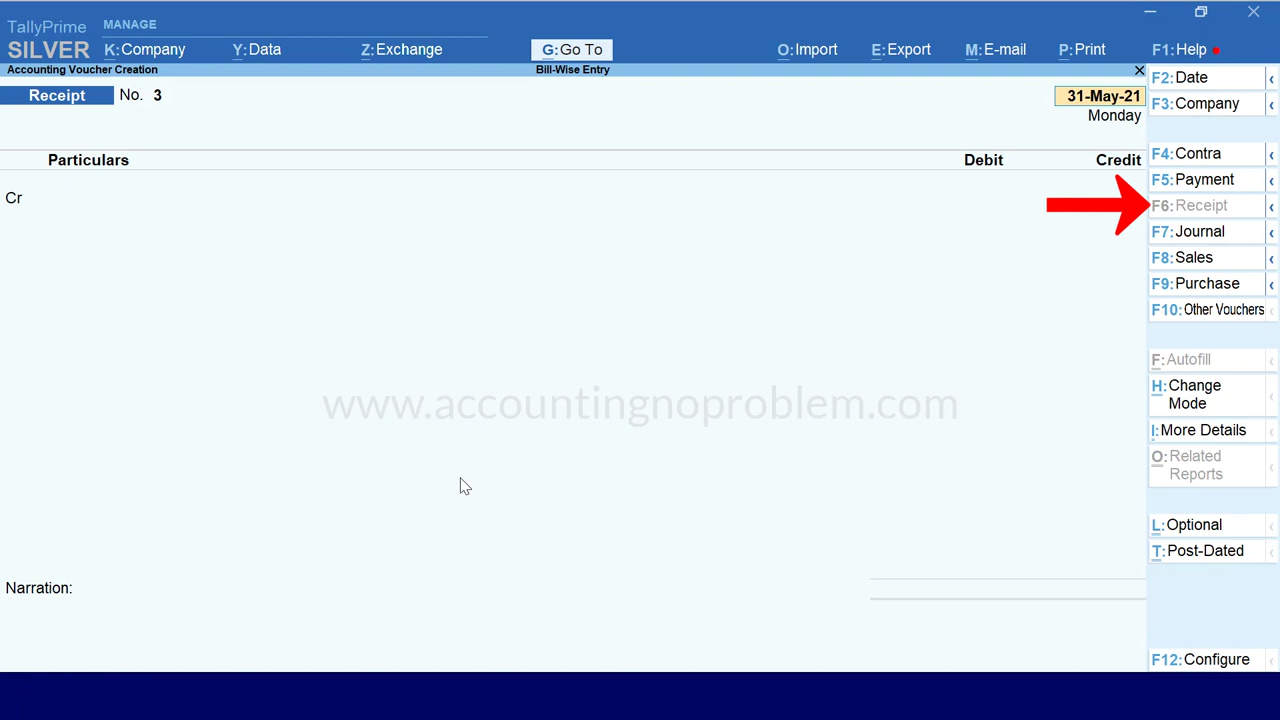 TallyPrime MANAGE
SILVER K:Company Y:Data Z:Exchange G:Go To O:Import E:Export M:E-mail P:Print F1:Help
Accounting Voucher Creation Bill-Wise Entry
Receipt No. 3 31-May-21
Monday
Particulars Debit Credit
Cr
Narration:
F2:Date
F3:Company
F4:Contra
F5:Payment
F6:Receipt
F7:Journal
F8:Sales
F9:Purchase
F10:Other Vouchers
F:Autofill
H:Change
Mode
I:More Details
O:Related
Reports
L:Optional
T:Post-Dated
F12:Configure
www.accountingnoproblem.com